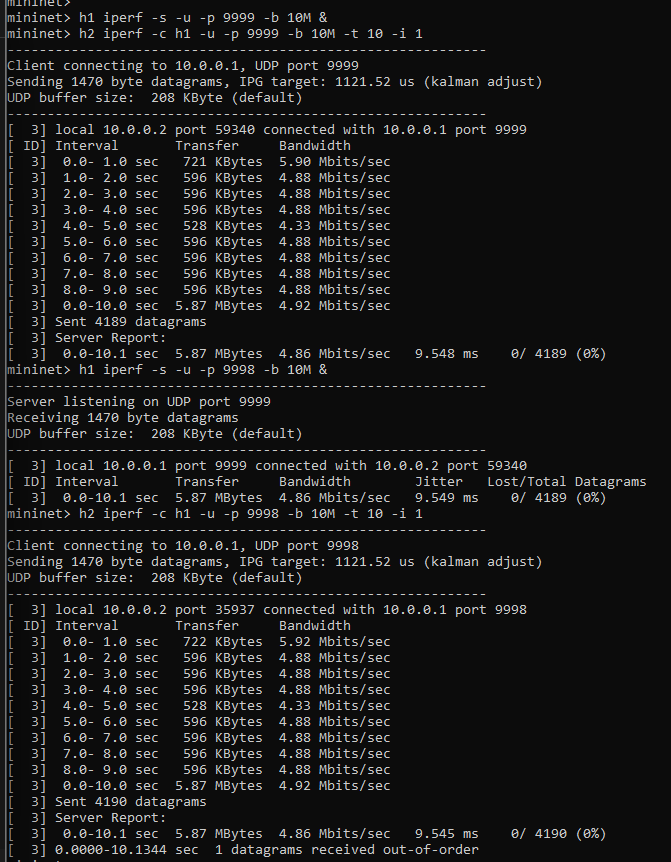 mininet>
mininet> h1 iperf -s -u -p 9999 -b 10M &
mininet> h2 iperf -c h1 -u -p 9999 -b 10M -t 10 -i 1
------------------------------------------------------------
Client connecting to 10.0.0.1, UDP port 9999
Sending 1470 byte datagrams, IPG target: 1121.52 us (kalman adjust)
UDP buffer size:  208 KByte (default)
------------------------------------------------------------
[  3] local 10.0.0.2 port 59340 connected with 10.0.0.1 port 9999
[ ID] Interval       Transfer     Bandwidth
[  3]  0.0- 1.0 sec   721 KBytes  5.90 Mbits/sec
[  3]  1.0- 2.0 sec   596 KBytes  4.88 Mbits/sec
[  3]  2.0- 3.0 sec   596 KBytes  4.88 Mbits/sec
[  3]  3.0- 4.0 sec   596 KBytes  4.88 Mbits/sec
[  3]  4.0- 5.0 sec   528 KBytes  4.33 Mbits/sec
[  3]  5.0- 6.0 sec   596 KBytes  4.88 Mbits/sec
[  3]  6.0- 7.0 sec   596 KBytes  4.88 Mbits/sec
[  3]  7.0- 8.0 sec   596 KBytes  4.88 Mbits/sec
[  3]  8.0- 9.0 sec   596 KBytes  4.88 Mbits/sec
[  3]  0.0-10.0 sec  5.87 MBytes  4.92 Mbits/sec
[  3] Sent 4189 datagrams
[  3] Server Report:
[  3]  0.0-10.1 sec  5.87 MBytes  4.86 Mbits/sec   9.548 ms    0/ 4189 (0%)
mininet> h1 iperf -s -u -p 9998 -b 10M &
------------------------------------------------------------
Server listening on UDP port 9999
Receiving 1470 byte datagrams
UDP buffer size:  208 KByte (default)
------------------------------------------------------------
[  3] local 10.0.0.1 port 9999 connected with 10.0.0.2 port 59340
[ ID] Interval       Transfer     Bandwidth        Jitter   Lost/Total Datagrams
[  3]  0.0-10.1 sec  5.87 MBytes  4.86 Mbits/sec   9.549 ms    0/ 4189 (0%)
mininet> h2 iperf -c h1 -u -p 9998 -b 10M -t 10 -i 1
------------------------------------------------------------
Client connecting to 10.0.0.1, UDP port 9998
Sending 1470 byte datagrams, IPG target: 1121.52 us (kalman adjust)
UDP buffer size:  208 KByte (default)
------------------------------------------------------------
[  3] local 10.0.0.2 port 35937 connected with 10.0.0.1 port 9998
[ ID] Interval       Transfer     Bandwidth
[  3]  0.0- 1.0 sec   722 KBytes  5.92 Mbits/sec
[  3]  1.0- 2.0 sec   596 KBytes  4.88 Mbits/sec
[  3]  2.0- 3.0 sec   596 KBytes  4.88 Mbits/sec
[  3]  3.0- 4.0 sec   596 KBytes  4.88 Mbits/sec
[  3]  4.0- 5.0 sec   528 KBytes  4.33 Mbits/sec
[  3]  5.0- 6.0 sec   596 KBytes  4.88 Mbits/sec
[  3]  6.0- 7.0 sec   596 KBytes  4.88 Mbits/sec
[  3]  7.0- 8.0 sec   596 KBytes  4.88 Mbits/sec
[  3]  8.0- 9.0 sec   596 KBytes  4.88 Mbits/sec
[  3]  0.0-10.0 sec  5.87 MBytes  4.92 Mbits/sec
[  3] Sent 4190 datagrams
[  3] Server Report:
[  3]  0.0-10.1 sec  5.87 MBytes  4.86 Mbits/sec   9.545 ms    0/ 4190 (0%)
[  3] 0.0000-10.1344 sec  1 datagrams received out-of-order
mininet>